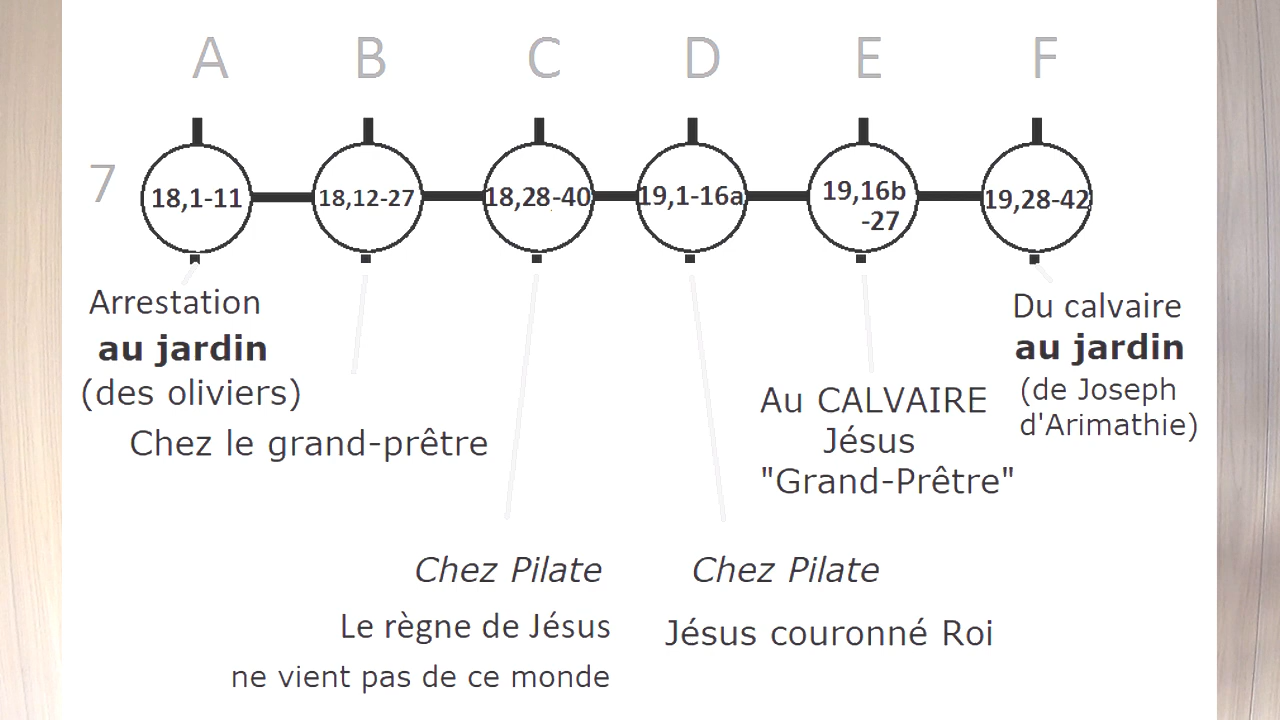 A B C D E F
7
18,1-11 18,12-27 18,28-40 19,1-16a 19,16b 19,28-42
-27
Arrestation
au jardin
(des oliviers)
Chez le grand-prêtre
Chez Pilate
Le règne de Jésus
ne vient pas de ce monde
Chez Pilate
Jésus couronné Roi
Au CALVAIRE
Jésus
"Grand-Prêtre"
Du calvaire
au jardin
(de Joseph
d'Arimathie)